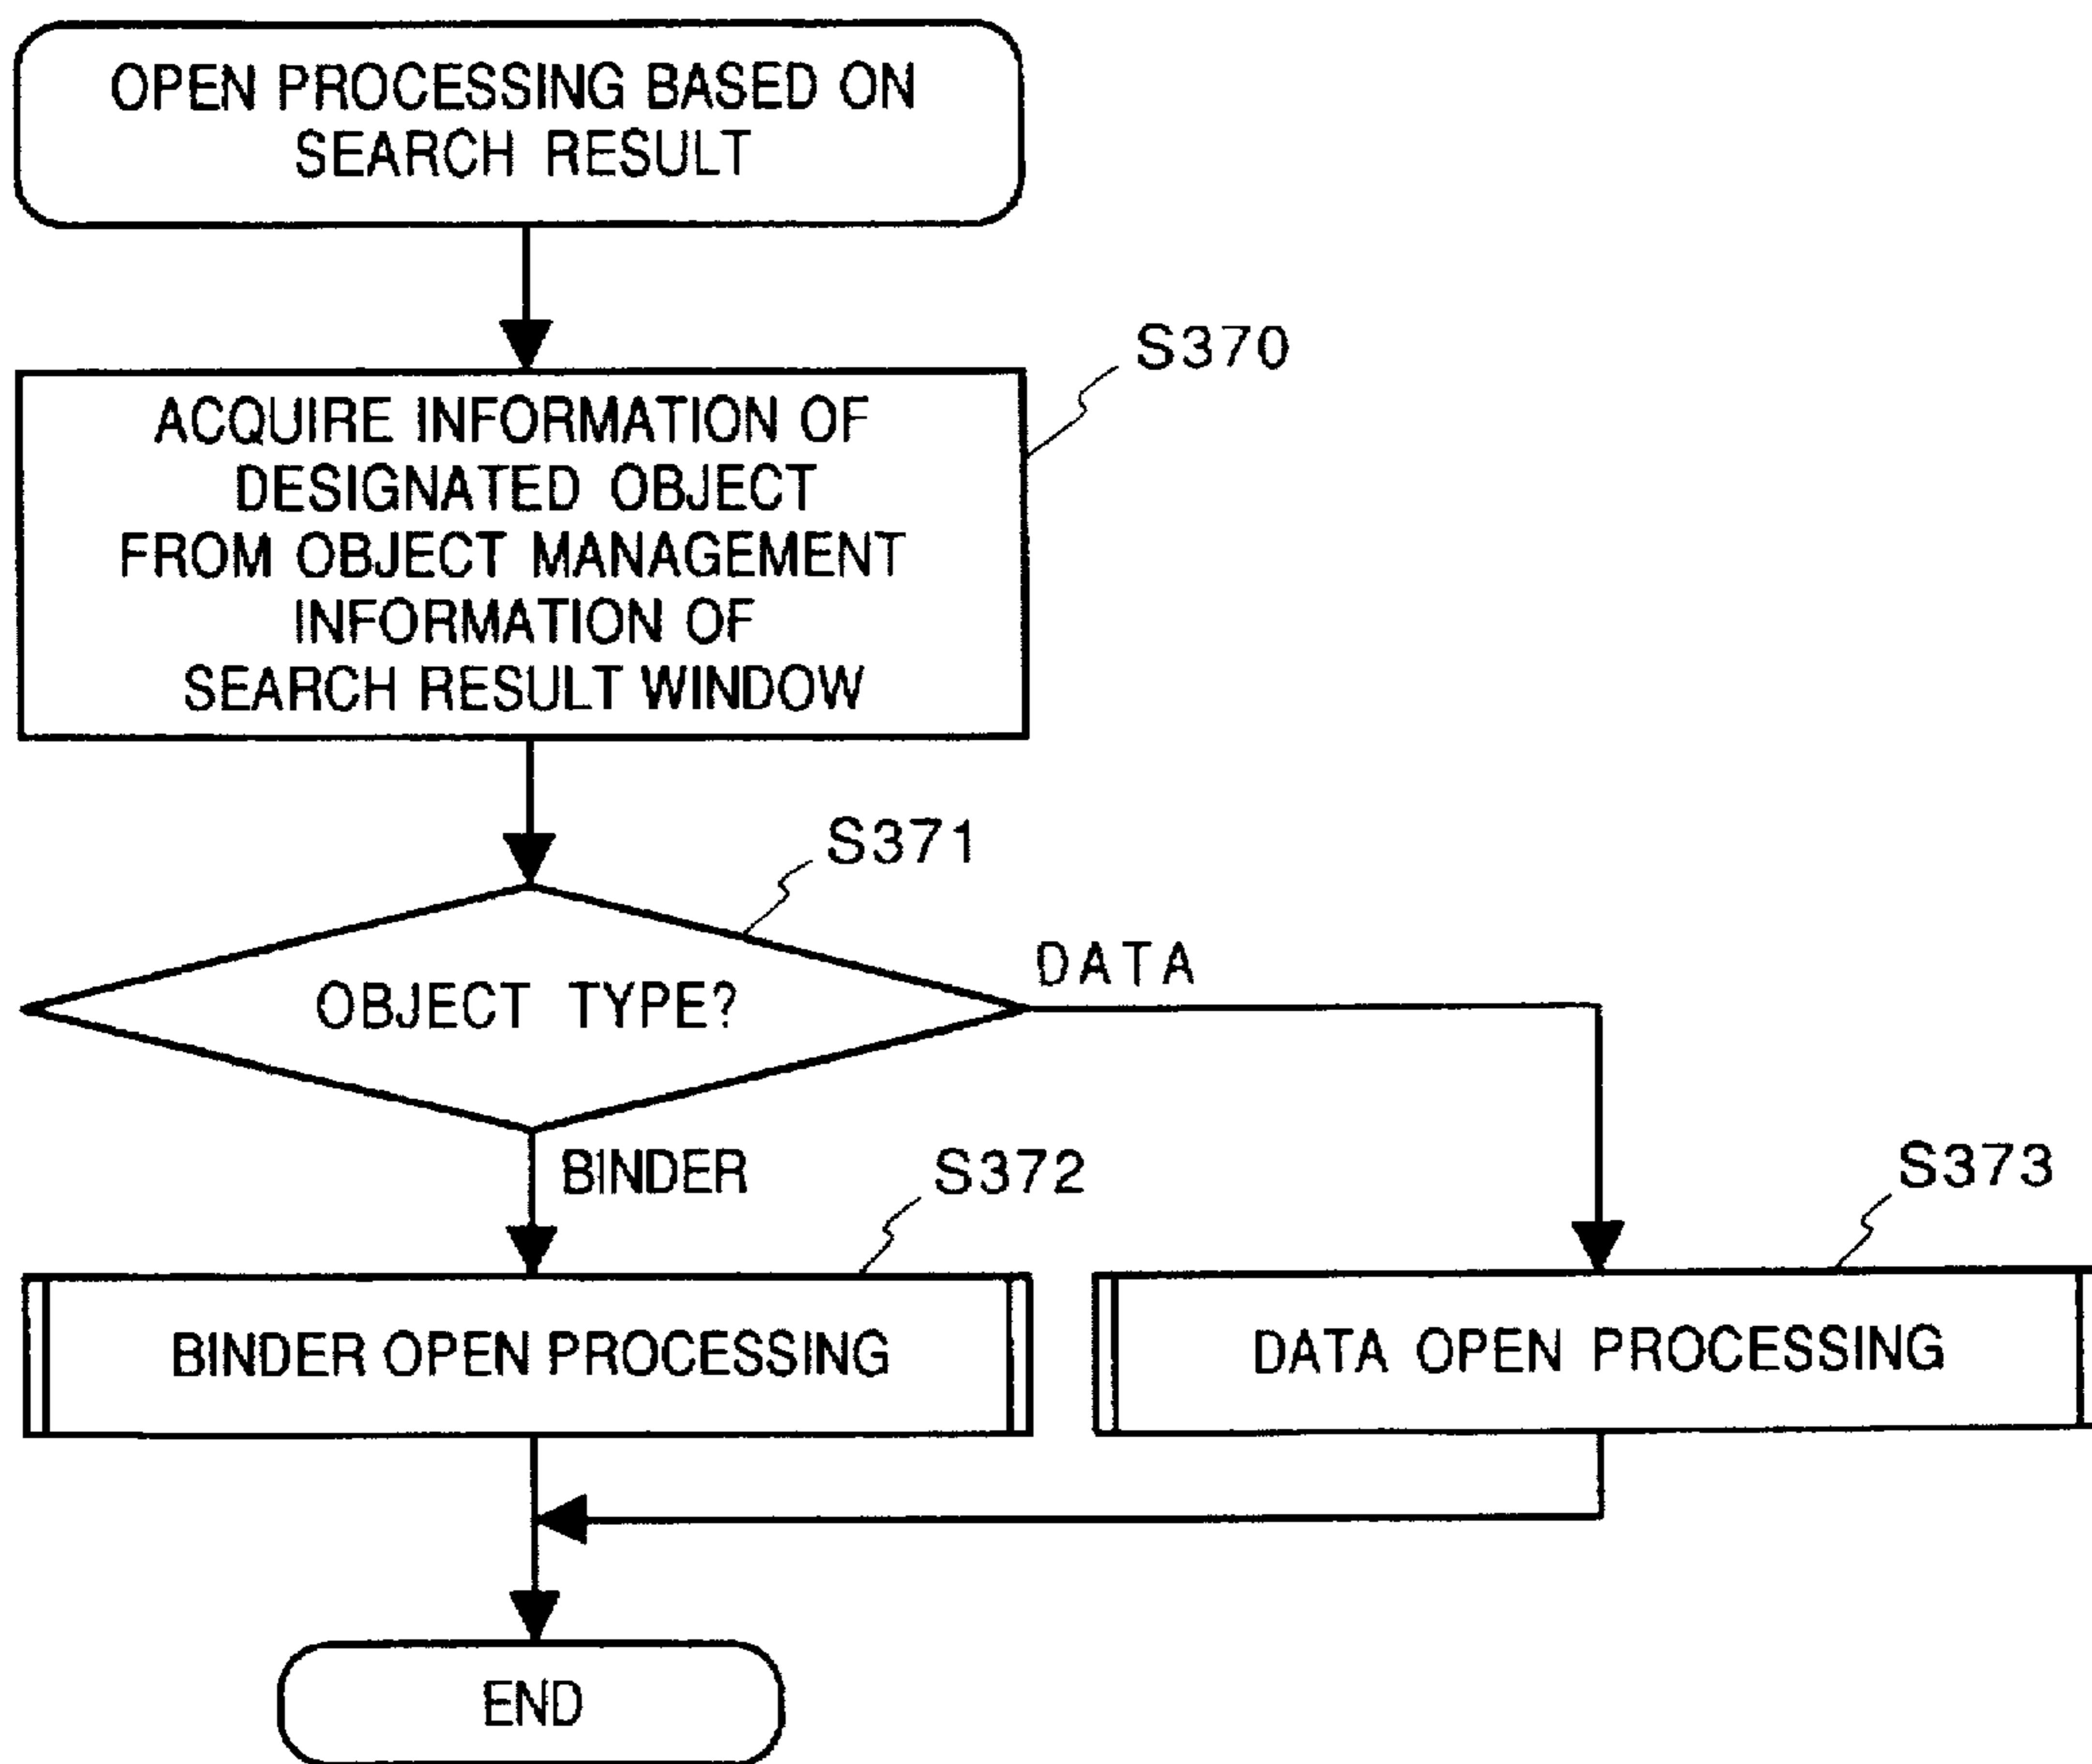 OPEN PROCESSING BASED ON
SEARCH RESULT
S370
ACQUIRE INFORMATION OF
DESIGNATED OBJECT
FROM OBJECT MANAGEMENT
INFORMATION OF
SEARCH RESULT WINDOW
S371
OBJECT TYPE?
DATA
BINDER
S372
S373
BINDER OPEN PROCESSING
DATA OPEN PROCESSING
END